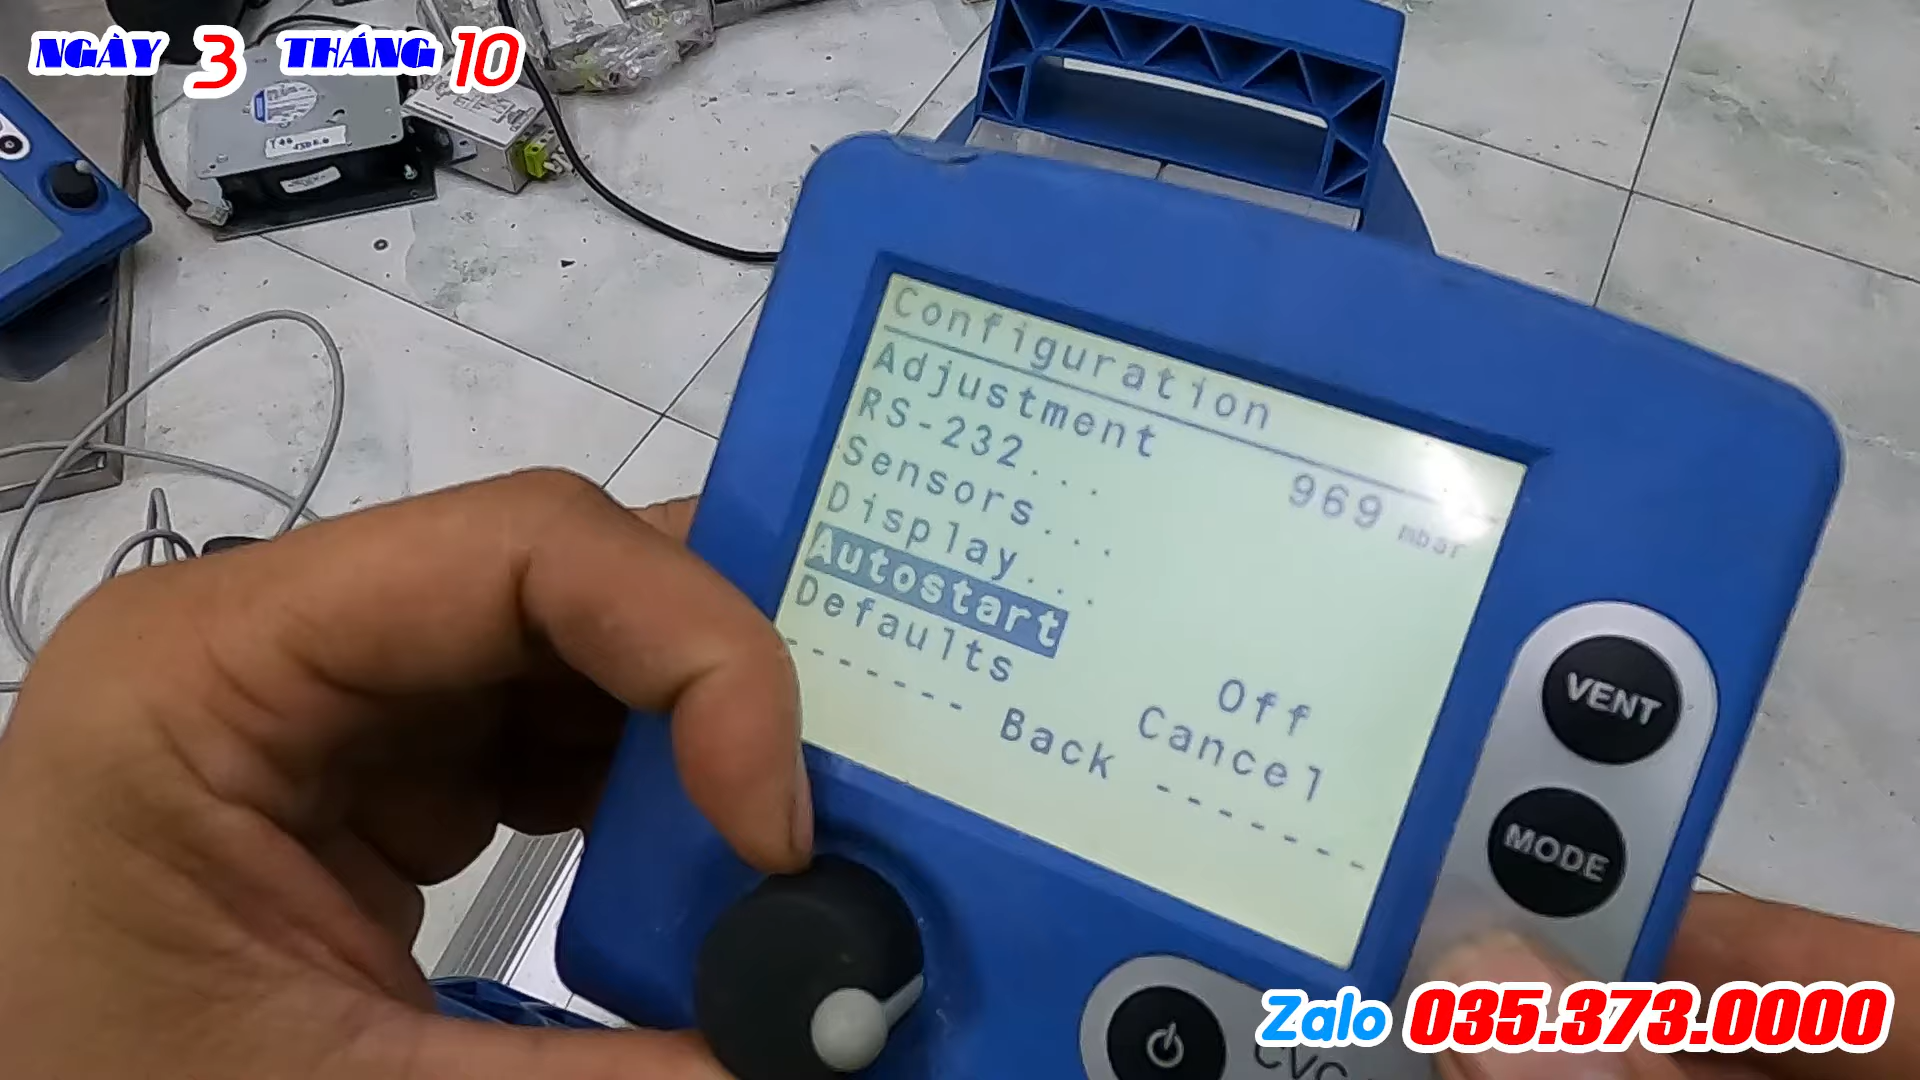 NGÀY 3 THÁNG 10
Configuration
Adjustment 969 mbar
RS-232...
Sensors...
Display...
Autostart Off
Defaults Cancel
------- Back -------
VENT
MODE
CVC
Zalo 035.373.0000